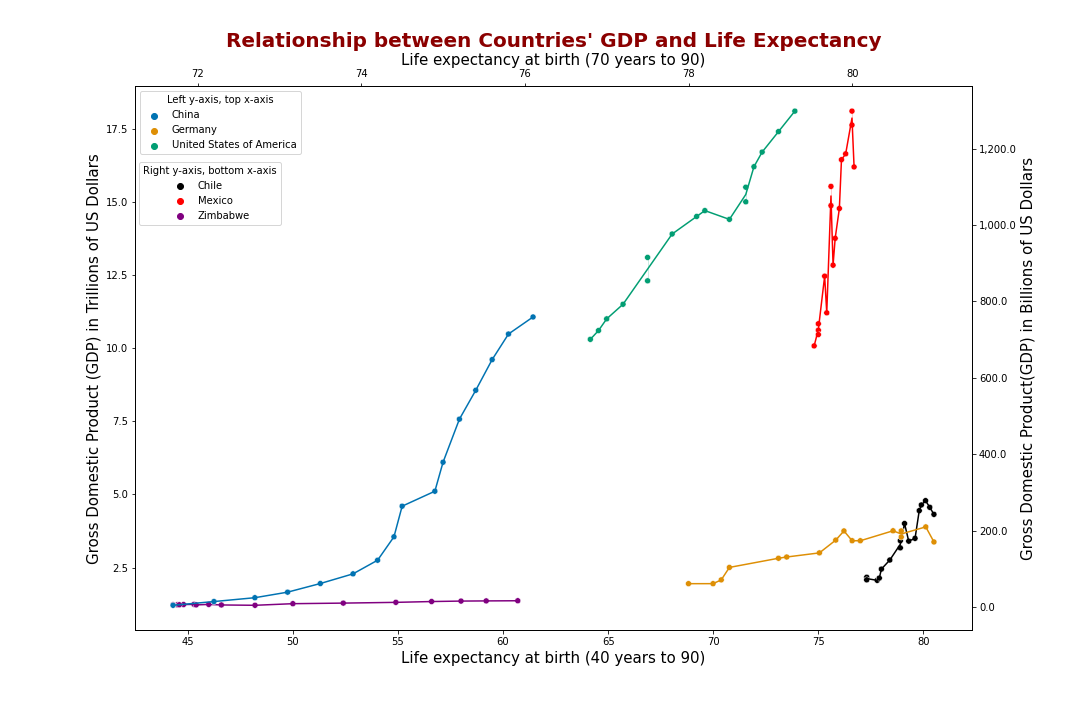 Relationship between Countries' GDP and Life Expectancy
Life expectancy at birth (70 years to 90)
72 74 76 78 80
Left y-axis, top x-axis
China
Germany
United States of America
Right y-axis, bottom x-axis
Chile
Mexico
Zimbabwe
Gross Domestic Product (GDP) in Trillions of US Dollars
17.5
15.0
12.5
10.0
7.5
5.0
2.5
1,200.0
1,000.0
800.0
600.0
400.0
200.0
0.0
Gross Domestic Product(GDP) in Billions of US Dollars
45 50 55 60 65 70 75 80
Life expectancy at birth (40 years to 90)